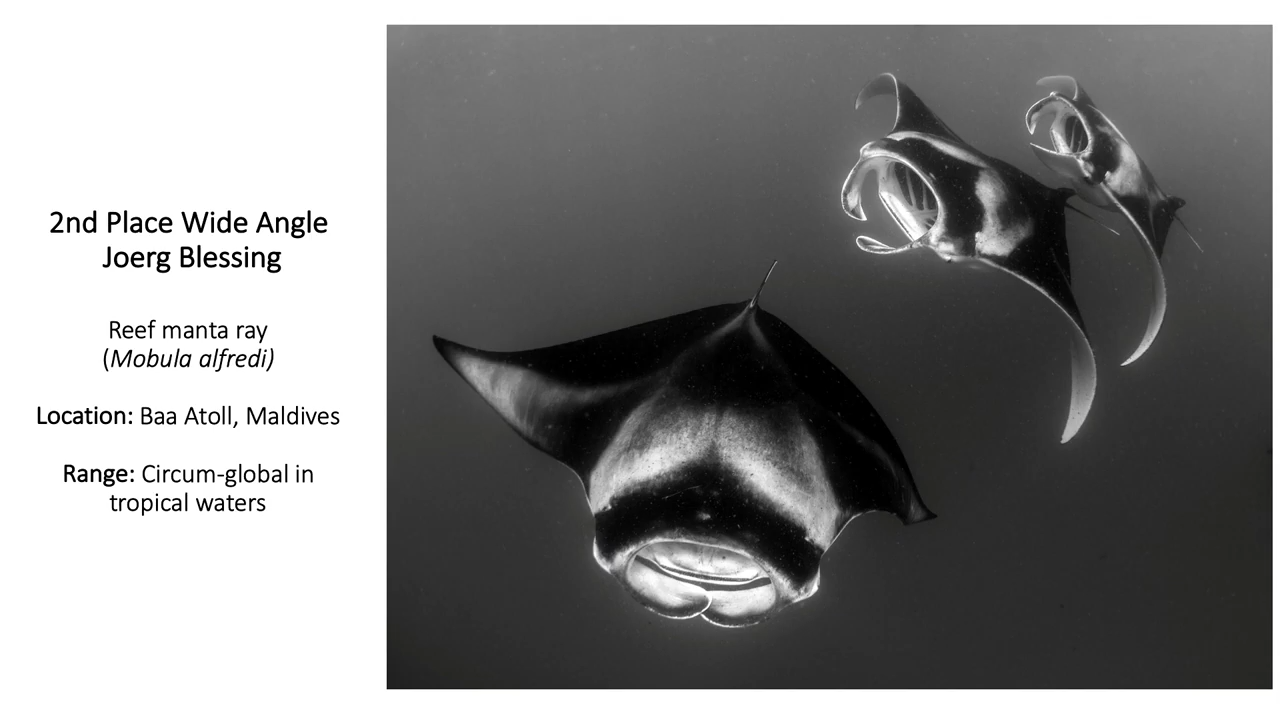 2nd Place Wide Angle
Joerg Blessing
Reef manta ray
(Mobula alfredi)
Location: Baa Atoll, Maldives
Range: Circum-global in
tropical waters